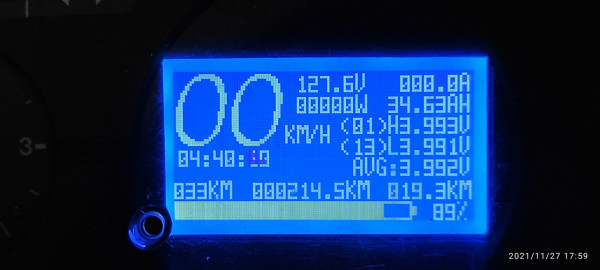 127.6V 000.0A
00 00000W 34.63AH
KM/H (01)H3.993V
(13)L3.991V
04:40:
AVG:3.992V
033KM 000214.5KM 019.3KM
89%
3-
2021/11/27 17:59